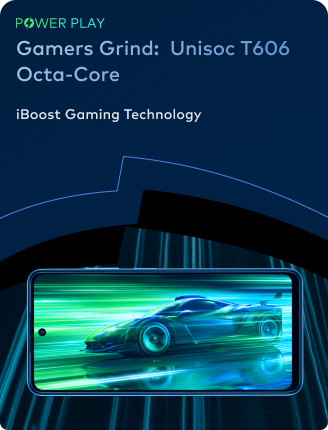 POWER PLAY
Gamers Grind: Unisoc T606
Octa-Core
iBoost Gaming Technology